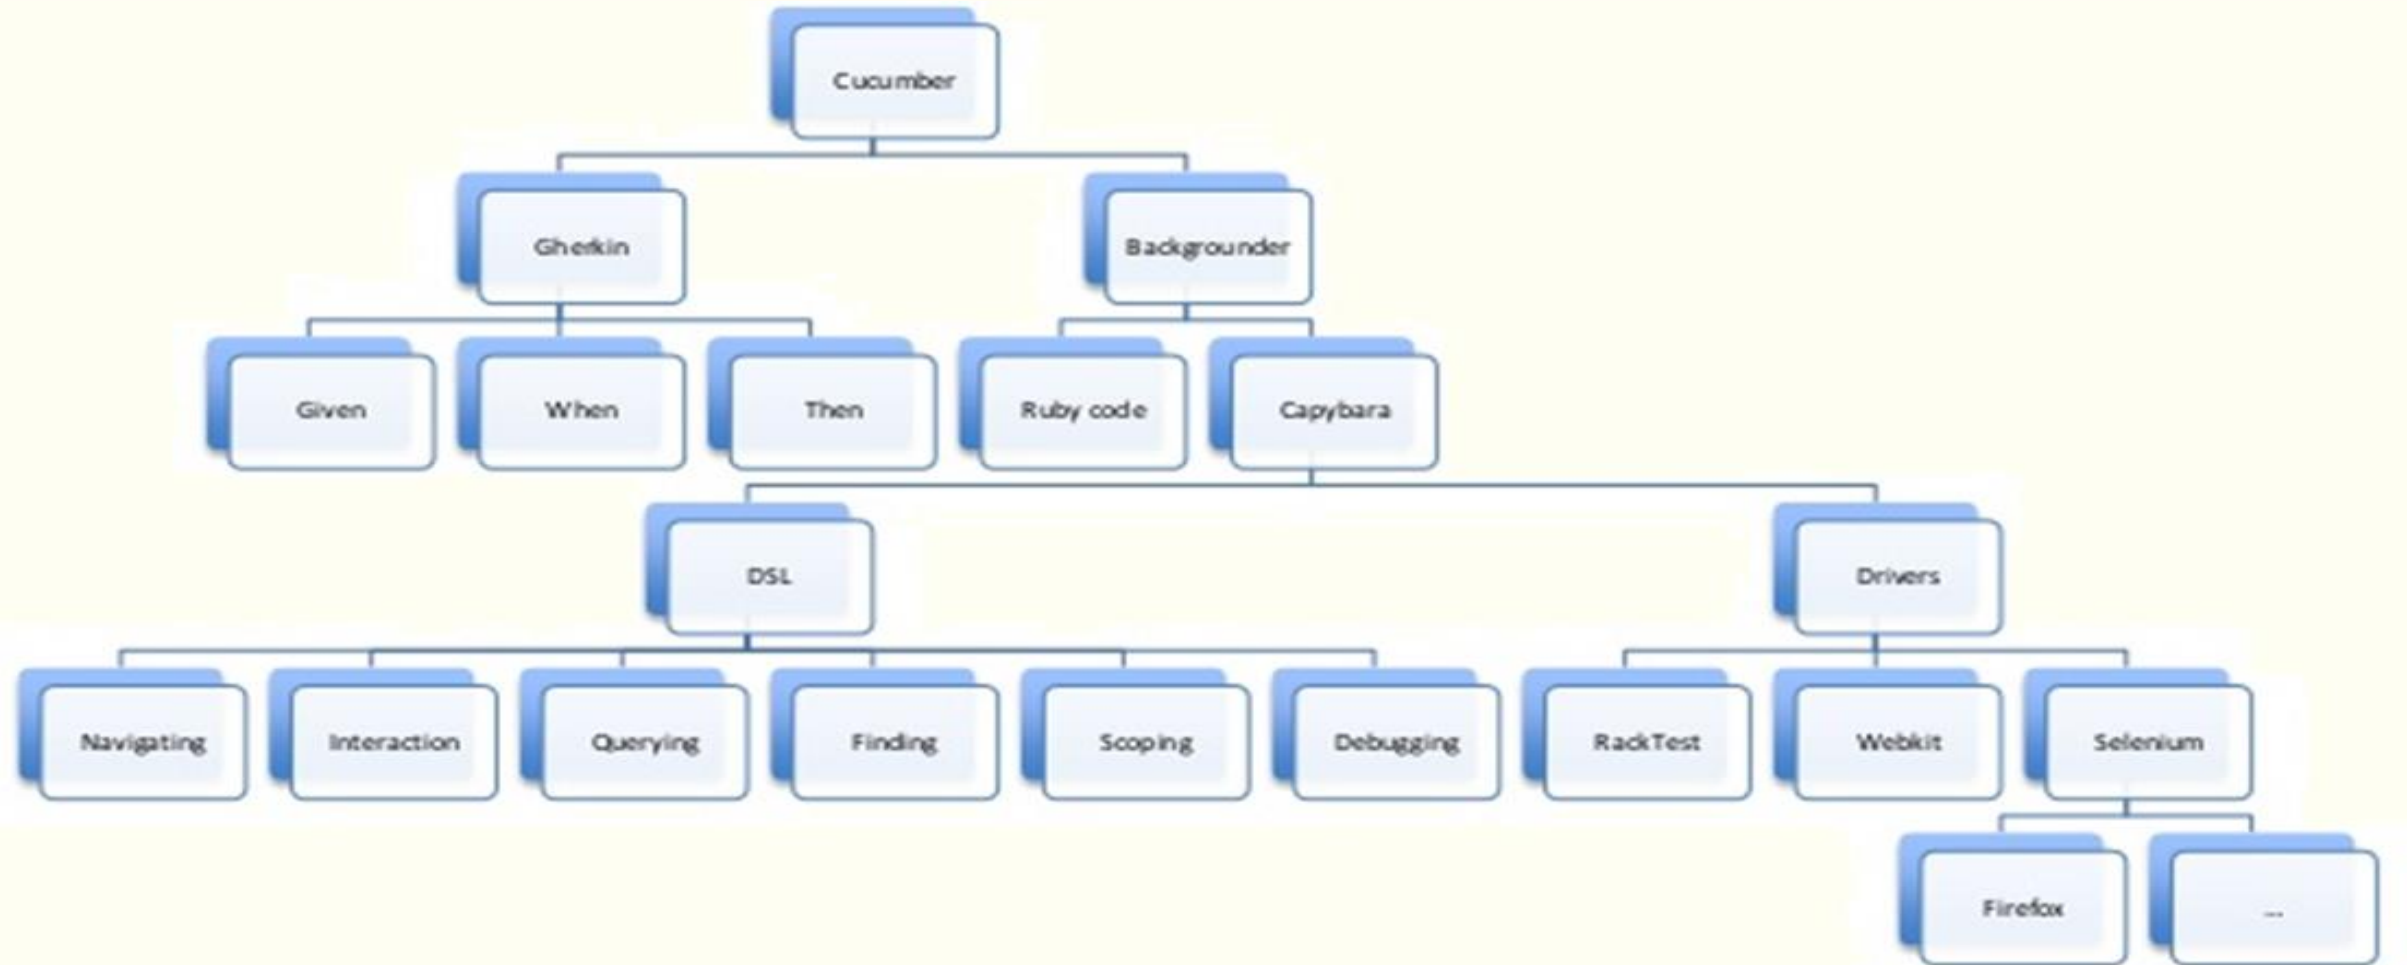 Cucumber
Gherkin
Backgrounder
Given
When
Then
Ruby code
Capybara
DSL
Drivers
Navigating
Interaction
Querying
Finding
Scoping
Debugging
RackTest
Webkit
Selenium
Firefox
...